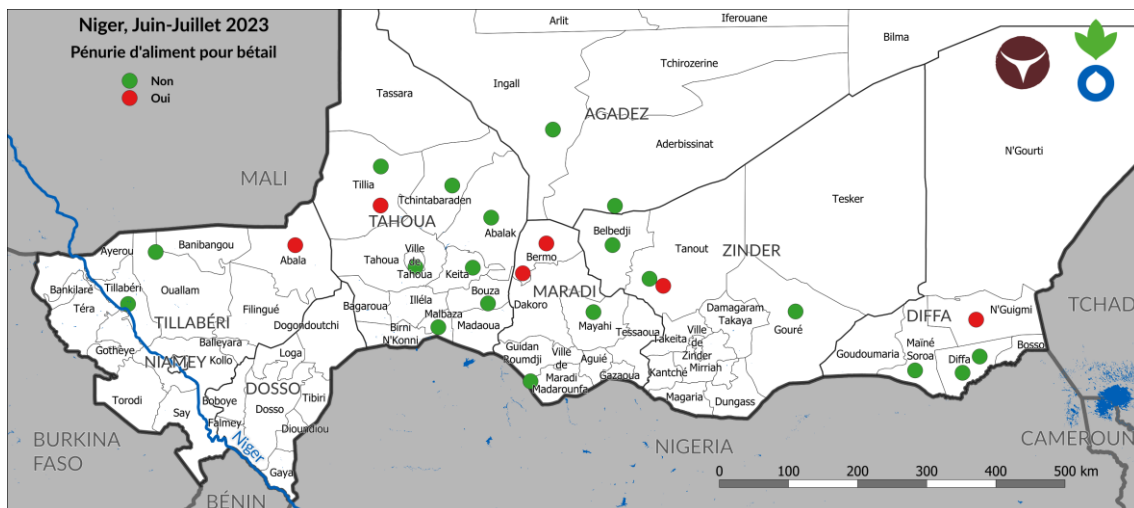 Niger, Juin-Juillet 2023
Pénurie d'aliment pour bétail
Non
Oui
Arlit
Iferouane
Bilma
Ingall
Tchirozerine
Tassara
AGADEZ
Aderbissinat
N'Gourti
MALI
Tillia
Tchintabaraden
Tesker
TAHOUA
Abalak
Belbedji
Tanout
ZINDER
Ayerou
Banibangou
Abala
Ville
de
Tahoua
Tahoua
Keita
Bermo
Bankilaré
Tillabéri
Ouallam
Filingué
Téra
Bagaroua
Illéla
Bouza
Dakoro
MARADI
Damagaram
Takaya
Gouré
DIFFA
N'Guigmi
TCHAD
TILLABÉRI
Dogondoutchi
Malbaza
Birni
N'Konni
Madaoua
Mayahi
Tessaoua
Takeita
Ville
de
Zinder
Mirriah
Goudoumaria
Maïné
Soroa
Diffa
Bosso
Gothèye
NIAMEY
Balleyara
Kollo
Loga
Guidan
Roumdji
Ville
de
Maradi
Madarounfa
Aguié
Gazaoua
Kantché
Magaria
Dungass
Torodi
Say
Boboye
DOSSO
Dosso
Tibiri
Falmey
Dioundiou
Gaya
Niger
BURKINA
FASO
BÉNIN
NIGERIA
CAMEROUN
0 100 200 300 400 500 km